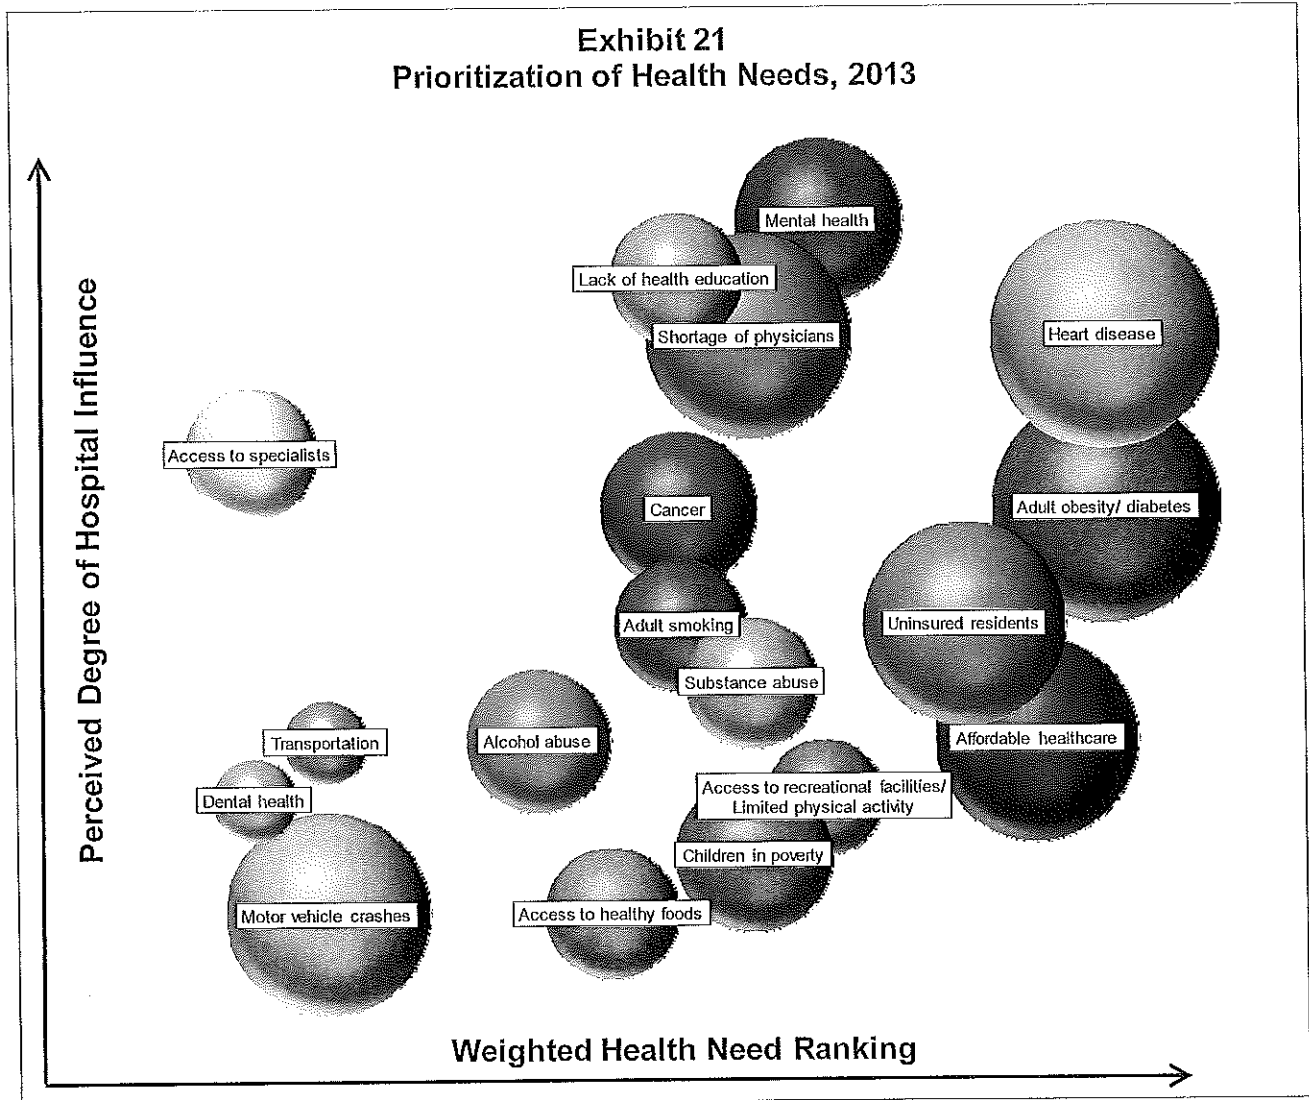 Exhibit 21
Prioritization of Health Needs, 2013
Perceived Degree of Hospital Influence
Mental health
Lack of health education
Shortage of physicians
Heart disease
Access to specialists
Cancer
Adult obesity/ diabetes
Adult smoking
Uninsured residents
Substance abuse
Transportation
Alcohol abuse
Affordable healthcare
Dental health
Access to recreational facilities/
Limited physical activity
Children in poverty
Motor vehicle crashes
Access to healthy foods
Weighted Health Need Ranking